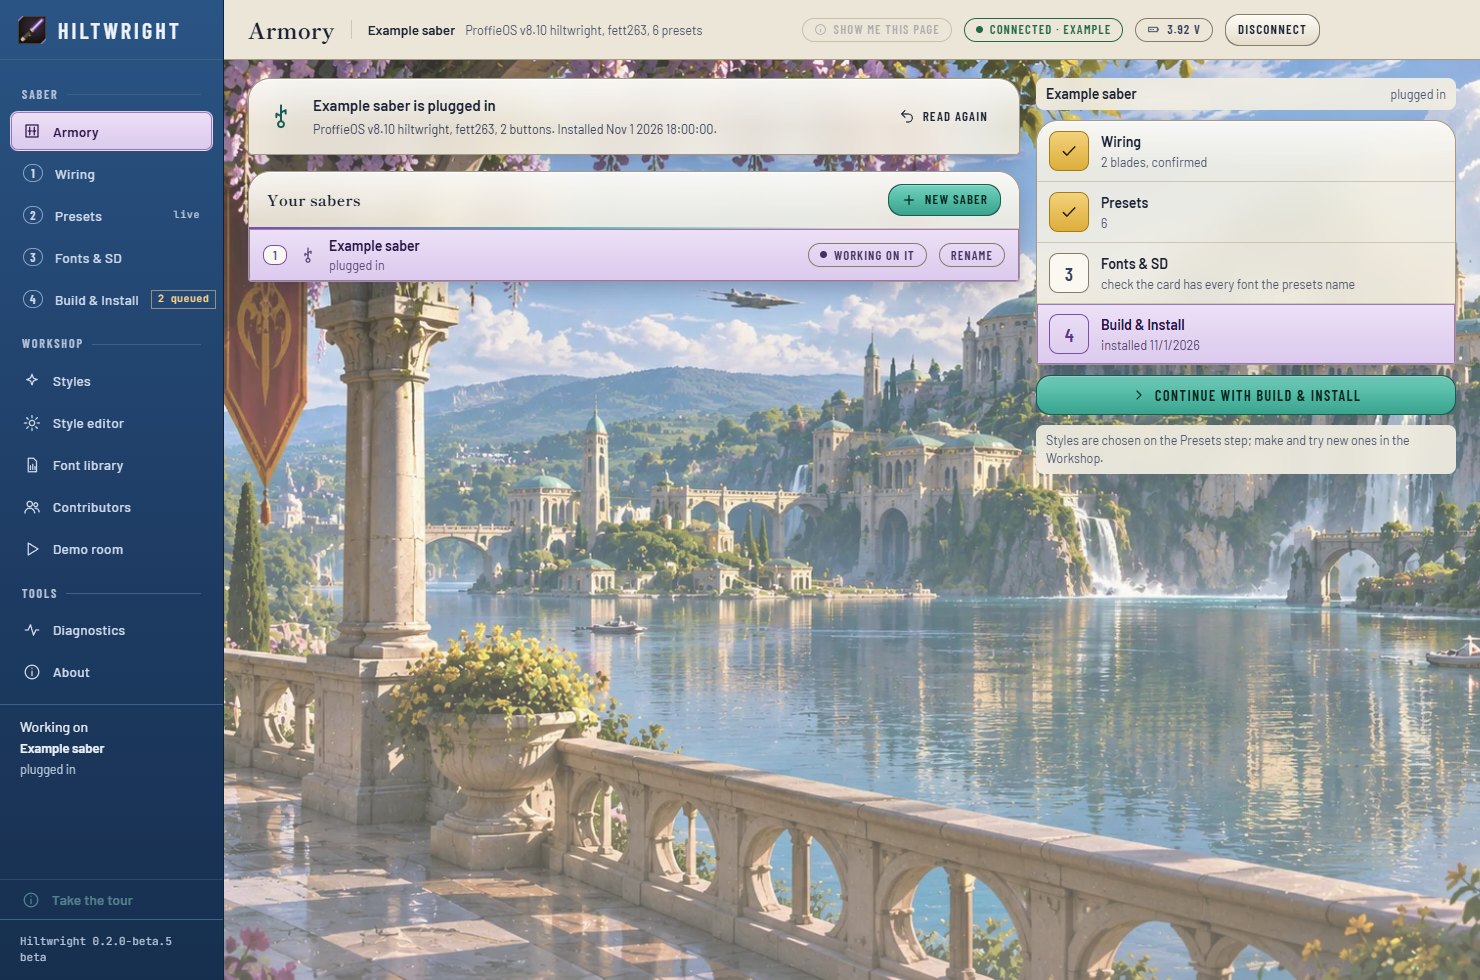 HILTWRIGHT
SABER
Armory
1 Wiring
2 Presets live
3 Fonts & SD
4 Build & Install 2 queued
WORKSHOP
Styles
Style editor
Font library
Contributors
Demo room
TOOLS
Diagnostics
About
Working on
Example saber
plugged in
Take the tour
Hiltwright 0.2.0-beta.5
beta
Armory Example saber ProffieOS v8.10 hiltwright, fett263, 6 presets SHOW ME THIS PAGE CONNECTED · EXAMPLE 3.92 V DISCONNECT
Example saber is plugged in
ProffieOS v8.10 hiltwright, fett263, 2 buttons. Installed Nov 1 2026 18:00:00.
READ AGAIN
Your sabers
NEW SABER
1 Example saber
plugged in
WORKING ON IT RENAME
Example saber plugged in
Wiring
2 blades, confirmed
Presets
6
3 Fonts & SD
check the card has every font the presets name
4 Build & Install
installed 11/1/2026
CONTINUE WITH BUILD & INSTALL
Styles are chosen on the Presets step; make and try new ones in the
Workshop.